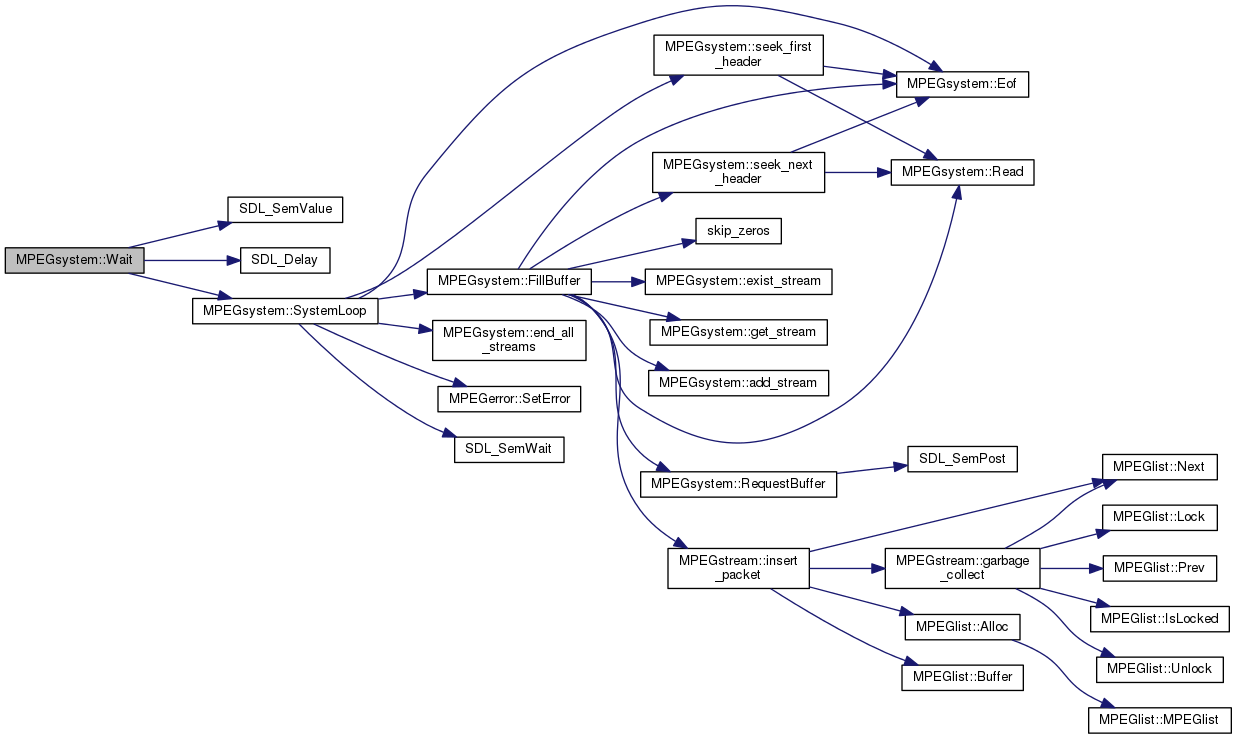 MPEGsystem::Wait
SDL_SemValue
SDL_Delay
MPEGsystem::SystemLoop
MPEGsystem::FillBuffer
MPEGsystem::end_all
_streams
MPEGerror::SetError
SDL_SemWait
MPEGsystem::seek_first
_header
MPEGsystem::seek_next
_header
skip_zeros
MPEGsystem::exist_stream
MPEGsystem::get_stream
MPEGsystem::add_stream
MPEGsystem::RequestBuffer
MPEGstream::insert
_packet
MPEGsystem::Eof
MPEGsystem::Read
SDL_SemPost
MPEGstream::garbage
_collect
MPEGlist::Alloc
MPEGlist::Buffer
MPEGlist::Next
MPEGlist::Lock
MPEGlist::Prev
MPEGlist::IsLocked
MPEGlist::Unlock
MPEGlist::MPEGlist